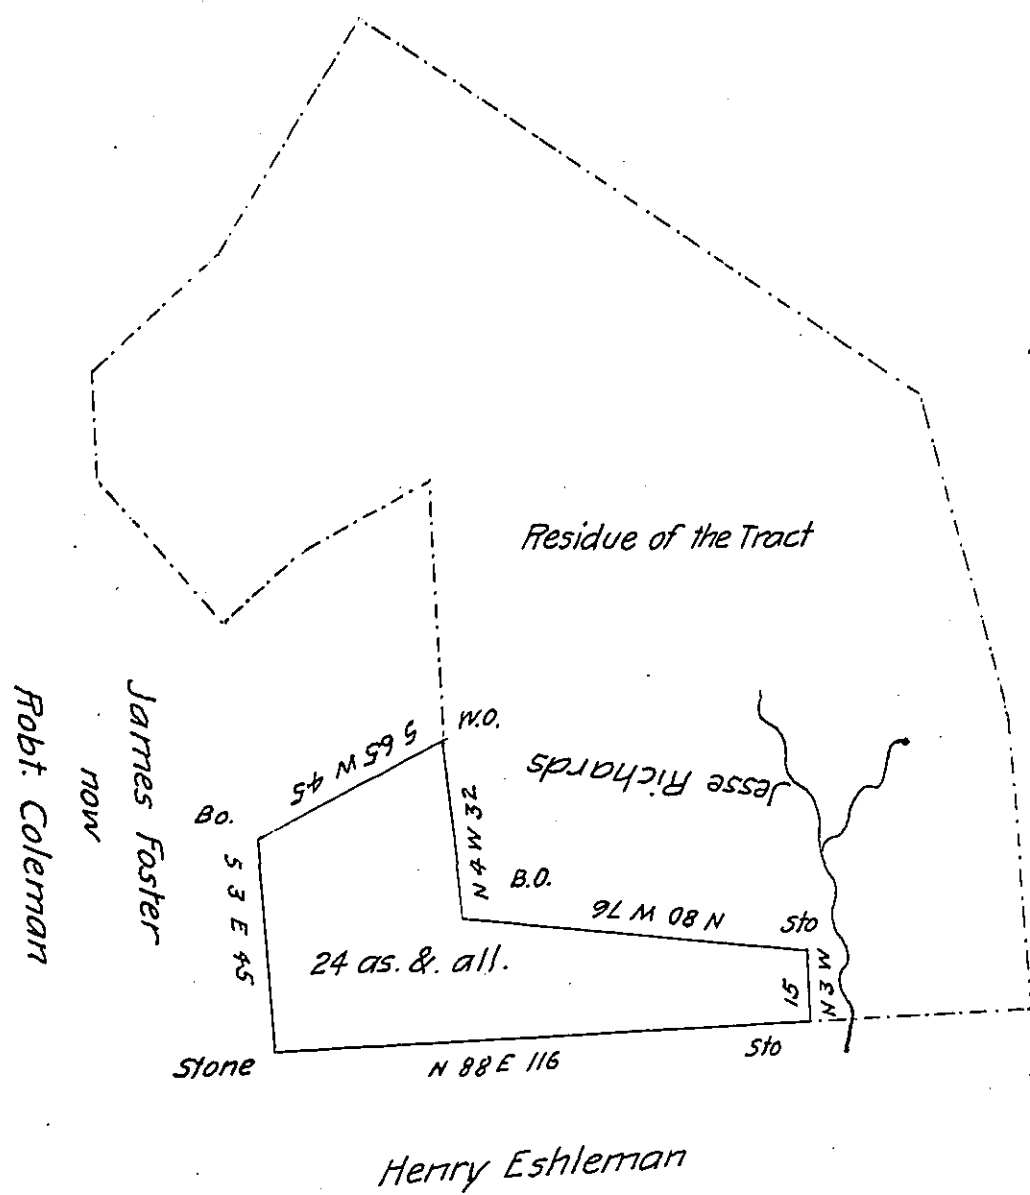 Residue of the Tract
W.O.
S 65 W 45
Jesse Richards
Bo.
N 4 W 32
B.O.
James Foster
now
Robt. Coleman
S 3 E 45
N 80 W 76
Sto
24 as. & all.
15
N 3 W
Stone
N 88 E 116
Sto
Henry Eshleman